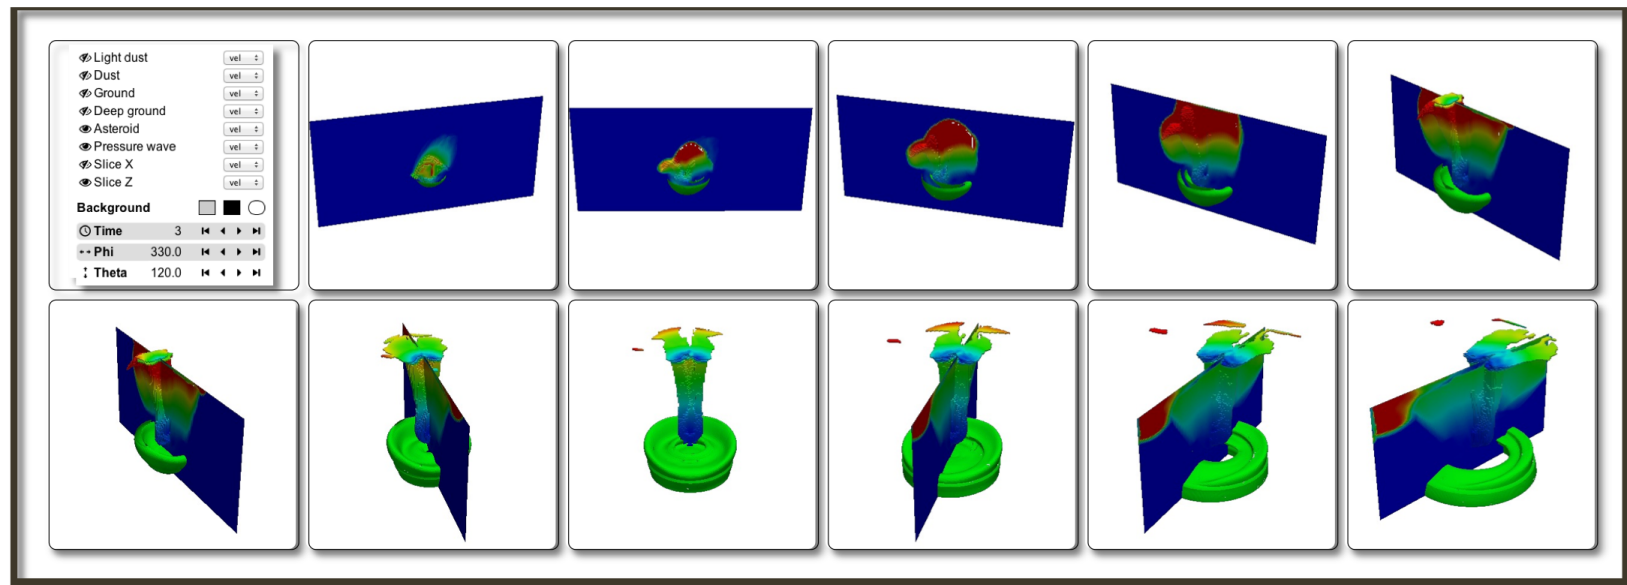 Light dust vel
Dust vel
Ground vel
Deep ground vel
Asteroid vel
Pressure wave vel
Slice X vel
Slice Z vel
Background
Time 3
Phi 330.0
Theta 120.0